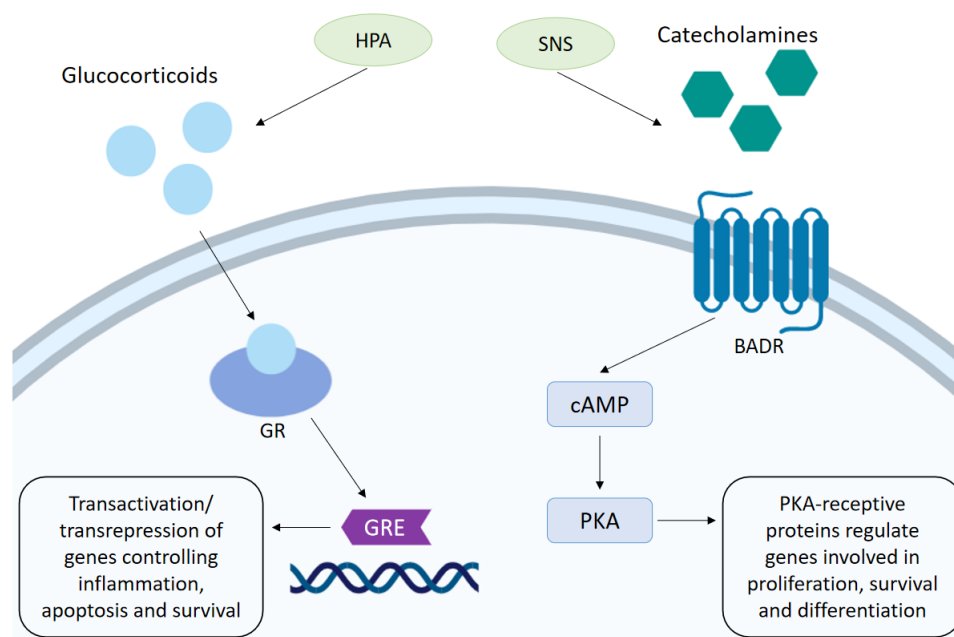 HPA
SNS
Catecholamines
Glucocorticoids
BADR
cAMP
GR
PKA
GRE
Transactivation/
transrepression of
genes controlling
inflammation,
apoptosis and survival
PKA-receptive
proteins regulate
genes involved in
proliferation, survival
and differentiation